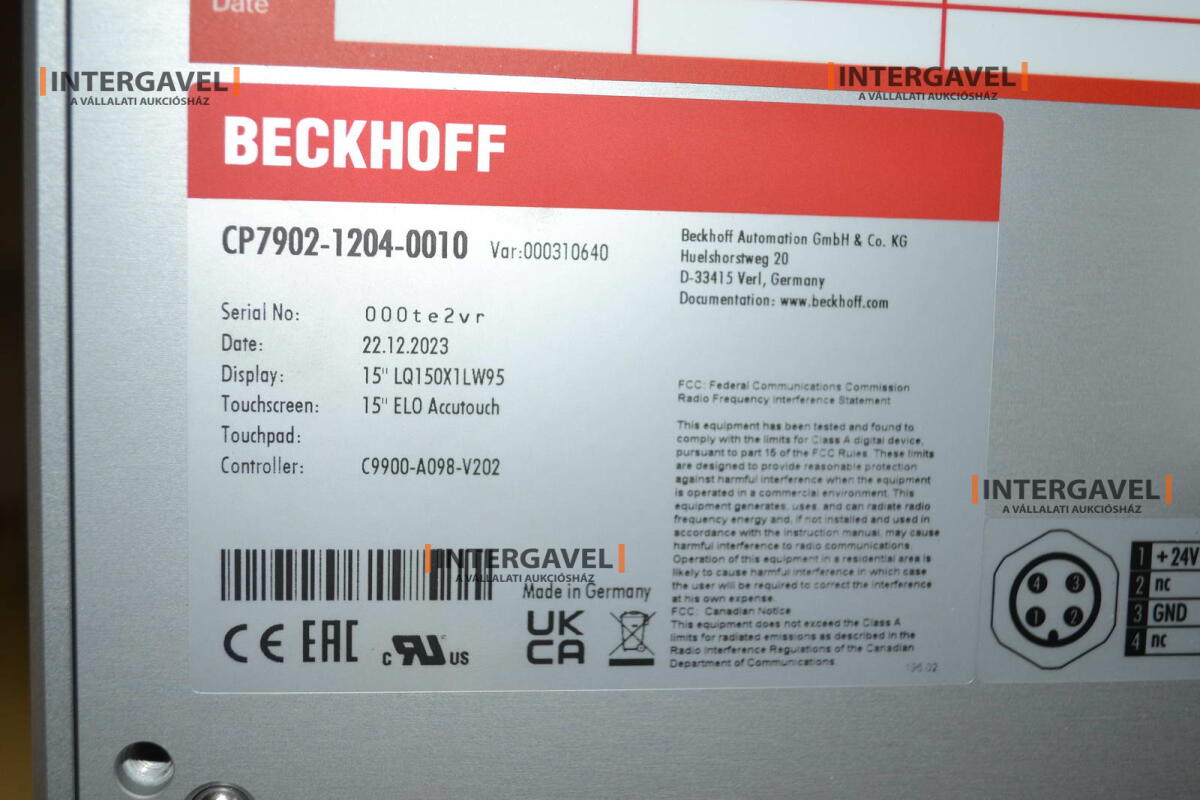 Date
INTERGAVEL
A VÁLLALATI AUKCIÓSHÁZ
INTERGAVEL
A VÁLLALATI AUKCIÓSHÁZ
BECKHOFF
CP7902-1204-0010 Var:000310640
Serial No: 000te2vr
Date: 22.12.2023
Display: 15" LQ150X1LW95
Touchscreen: 15" ELO Accutouch
Touchpad:
Controller: C9900-A098-V202
Beckhoff Automation GmbH & Co. KG
Huelshorstweg 20
D-33415 Verl, Germany
Documentation: www.beckhoff.com
FCC: Federal Communications Commission
Radio Frequency Interference Statement
This equipment has been tested and found to
comply with the limits for Class A digital device,
pursuant to part 15 of the FCC Rules. These limits
are designed to provide reasonable protection
against harmful interference when the equipment
is operated in a commercial environment. This
equipment generates, uses, and can radiate radio
frequency energy and, if not installed and used in
accordance with the instruction manual, may cause
harmful interference to radio communications.
Operation of this equipment in a residential area is
likely to cause harmful interference in which case
the user will be required to correct the interference
at his own expense.
FCC: Canadian Notice
This equipment does not exceed the Class A
limits for radiated emissions as described in the
Radio Interference Regulations of the Canadian
Department of Communications.
196.02
INTERGAVEL
A VÁLLALATI AUKCIÓSHÁZ
Made in Germany
CE EAC c RU US UK
CA
INTERGAVEL
A VÁLLALATI AUKCIÓSHÁZ
4 3
1 2
1 +24V
2 nc
3 GND
4 nc